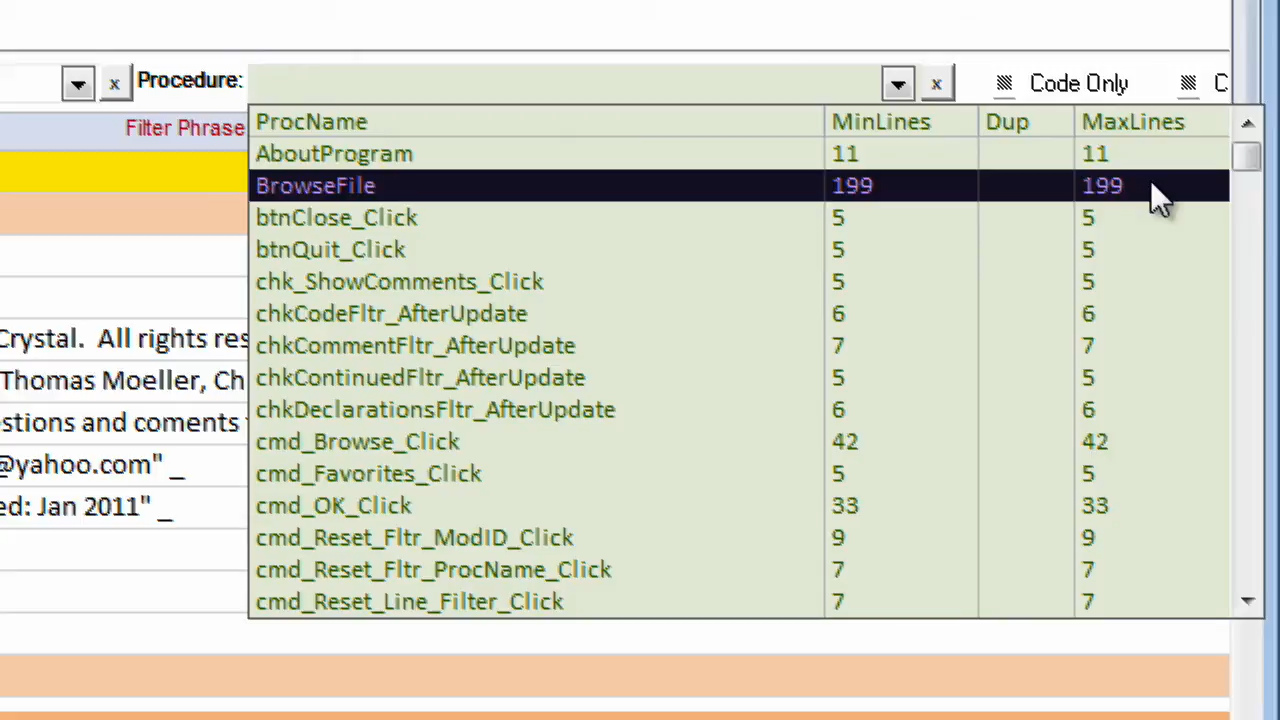 x Procedure: x Code Only C
Filter Phrase
ProcName MinLines Dup MaxLines
AboutProgram 11 11
BrowseFile 199 199
btnClose_Click 5 5
btnQuit_Click 5 5
chk_ShowComments_Click 5 5
chkCodeFltr_AfterUpdate 6 6
Crystal. All rights res
chkCommentFltr_AfterUpdate 7 7
Thomas Moeller, Ch
chkContinuedFltr_AfterUpdate 5 5
chkDeclarationsFltr_AfterUpdate 6 6
stions and coments
cmd_Browse_Click 42 42
@yahoo.com" _
cmd_Favorites_Click 5 5
ed: Jan 2011" _
cmd_OK_Click 33 33
cmd_Reset_Fltr_ModID_Click 9 9
cmd_Reset_Fltr_ProcName_Click 7 7
cmd_Reset_Line_Filter_Click 7 7